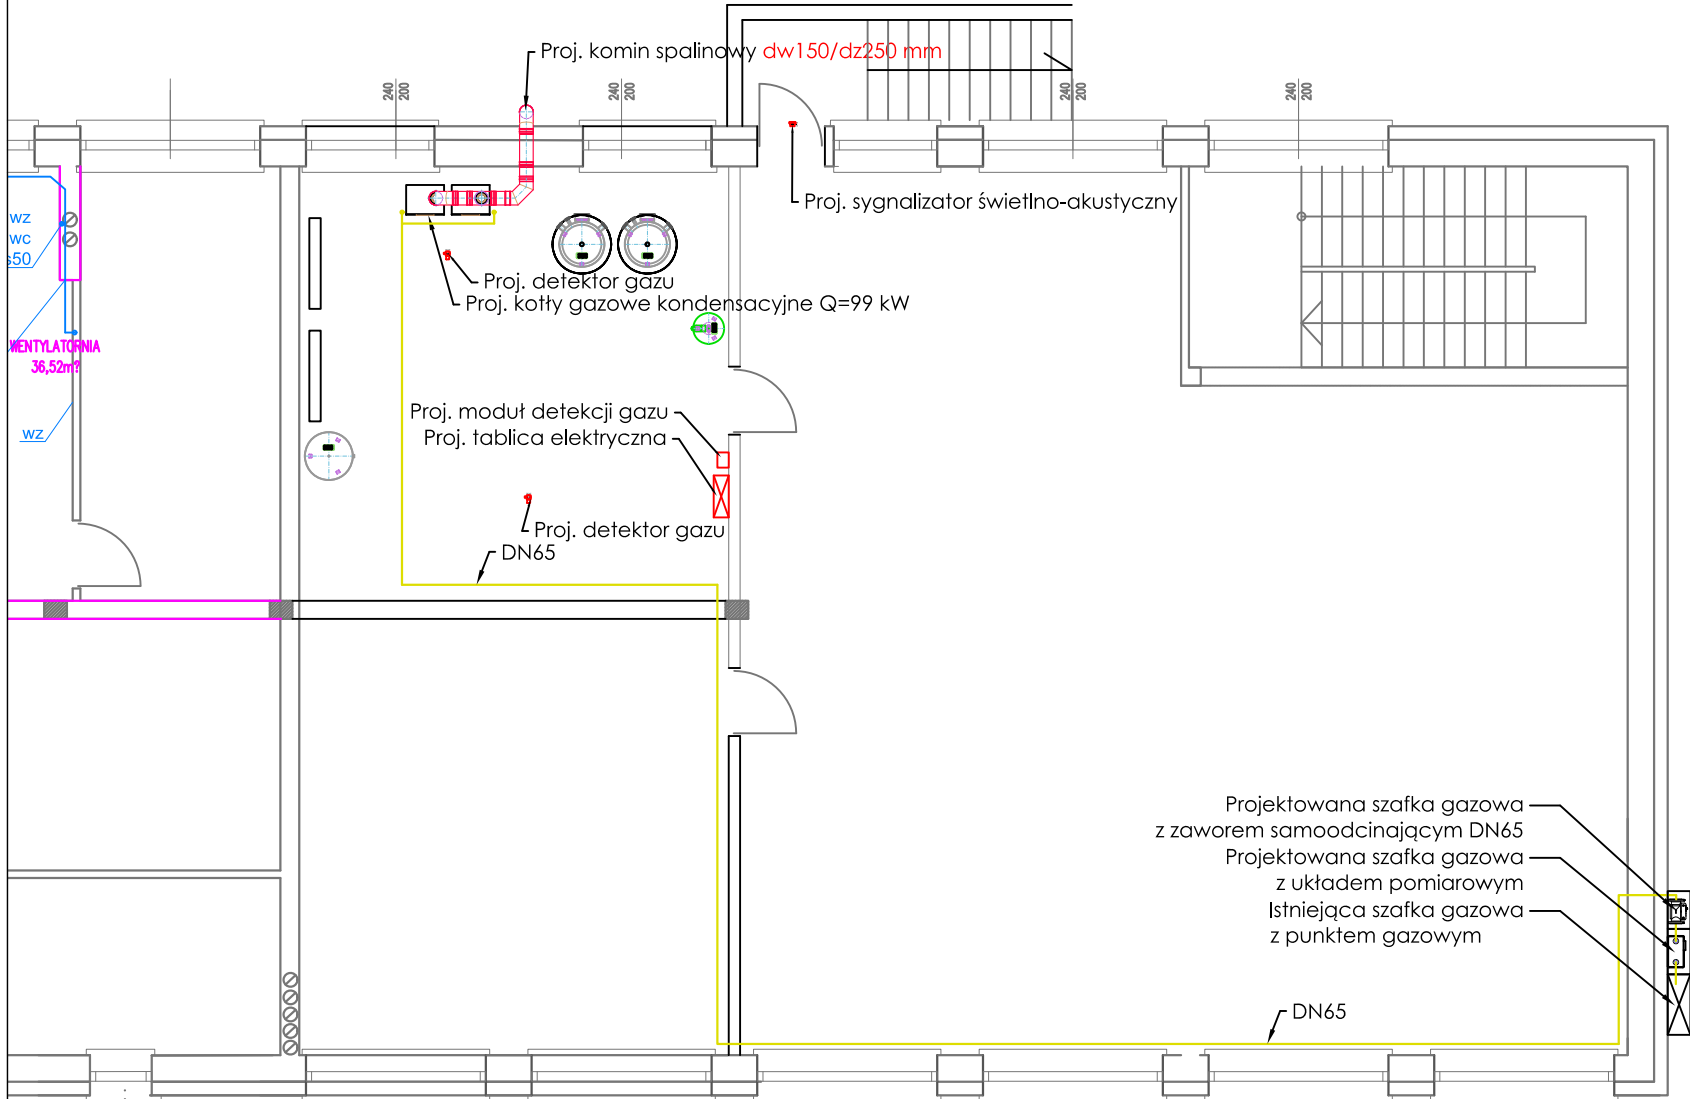 Proj. komin spalinowy dw150/dz250 mm
240
200
240
200
240
200
240
200
Proj. sygnalizator świetlno-akustyczny
wz
wc
s50
Proj. detektor gazu
Proj. kotły gazowe kondensacyjne Q=99 kW
WENTYLATORNIA
36,52m?
wz
Proj. moduł detekcji gazu
Proj. tablica elektryczna
Proj. detektor gazu
DN65
Projektowana szafka gazowa
z zaworem samoodcinającym DN65
Projektowana szafka gazowa
z układem pomiarowym
Istniejąca szafka gazowa
z punktem gazowym
DN65